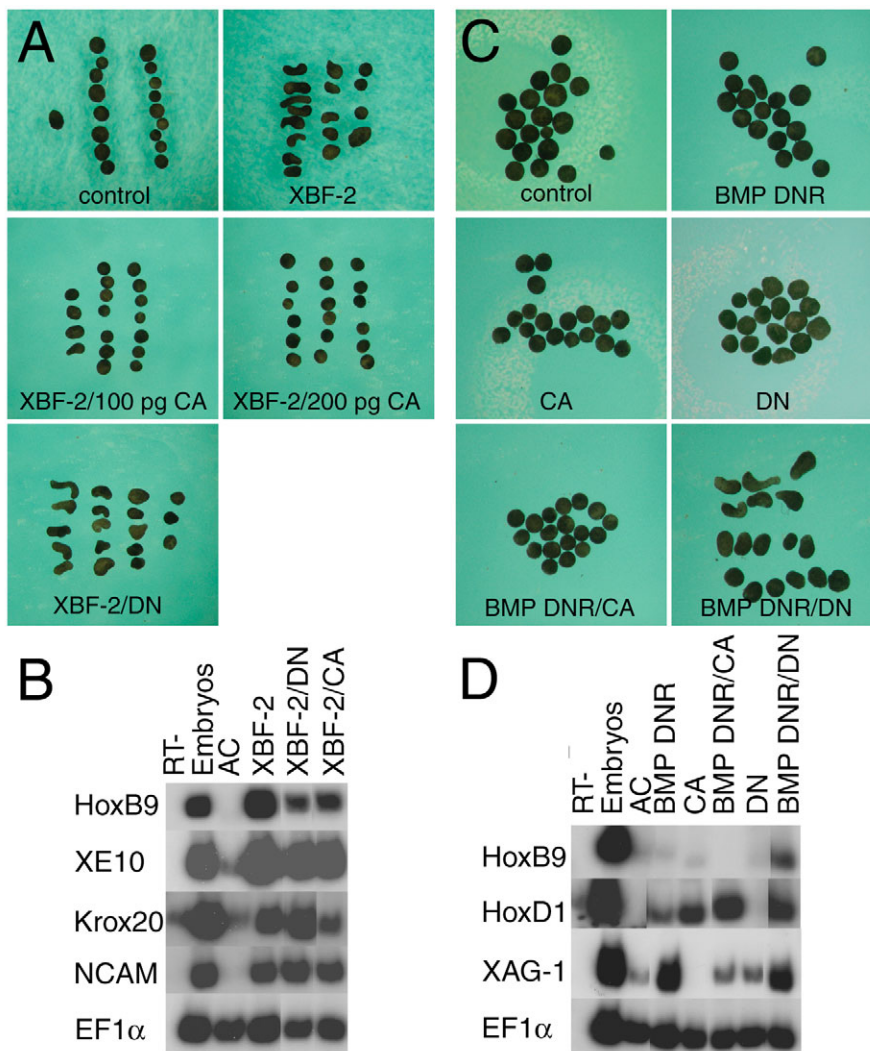 A
control
XBF-2
XBF-2/100 pg CA
XBF-2/200 pg CA
XBF-2/DN
B
RT-
Embryos
AC
XBF-2
XBF-2/DN
XBF-2/CA
HoxB9
XE10
Krox20
NCAM
EF1α
C
control
BMP DNR
CA
DN
BMP DNR/CA
BMP DNR/DN
D
RT-
Embryos
AC
BMP DNR
CA
BMP DNR/CA
DN
BMP DNR/DN
HoxB9
HoxD1
XAG-1
EF1α